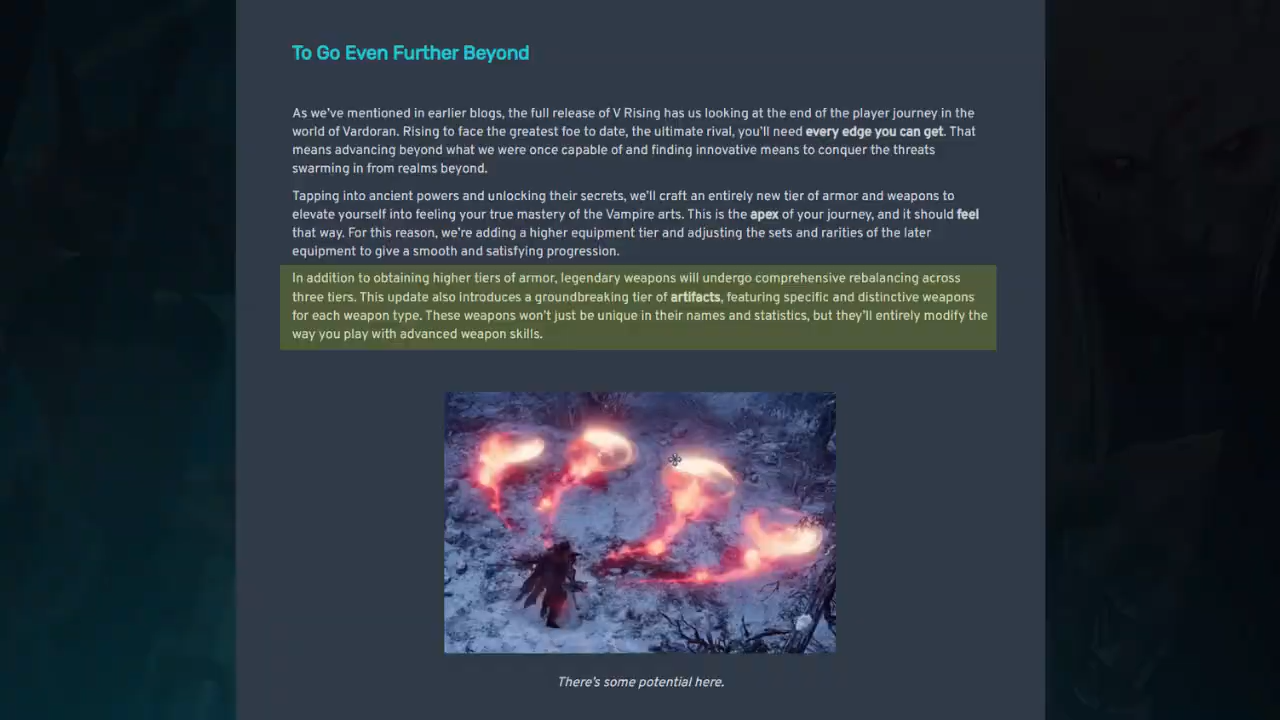 To Go Even Further Beyond
As we've mentioned in earlier blogs, the full release of V Rising has us looking at the end of the player journey in the
world of Vardoran. Rising to face the greatest foe to date, the ultimate rival, you'll need every edge you can get. That
means advancing beyond what we were once capable of and finding innovative means to conquer the threats
swarming in from realms beyond.
Tapping into ancient powers and unlocking their secrets, we'll craft an entirely new tier of armor and weapons to
elevate yourself into feeling your true mastery of the Vampire arts. This is the apex of your journey, and it should feel
that way. For this reason, we're adding a higher equipment tier and adjusting the sets and rarities of the later
equipment to give a smooth and satisfying progression.
In addition to obtaining higher tiers of armor, legendary weapons will undergo comprehensive rebalancing across
three tiers. This update also introduces a groundbreaking tier of artifacts, featuring specific and distinctive weapons
for each weapon type. These weapons won't just be unique in their names and statistics, but they'll entirely modify the
way you play with advanced weapon skills.
There's some potential here.